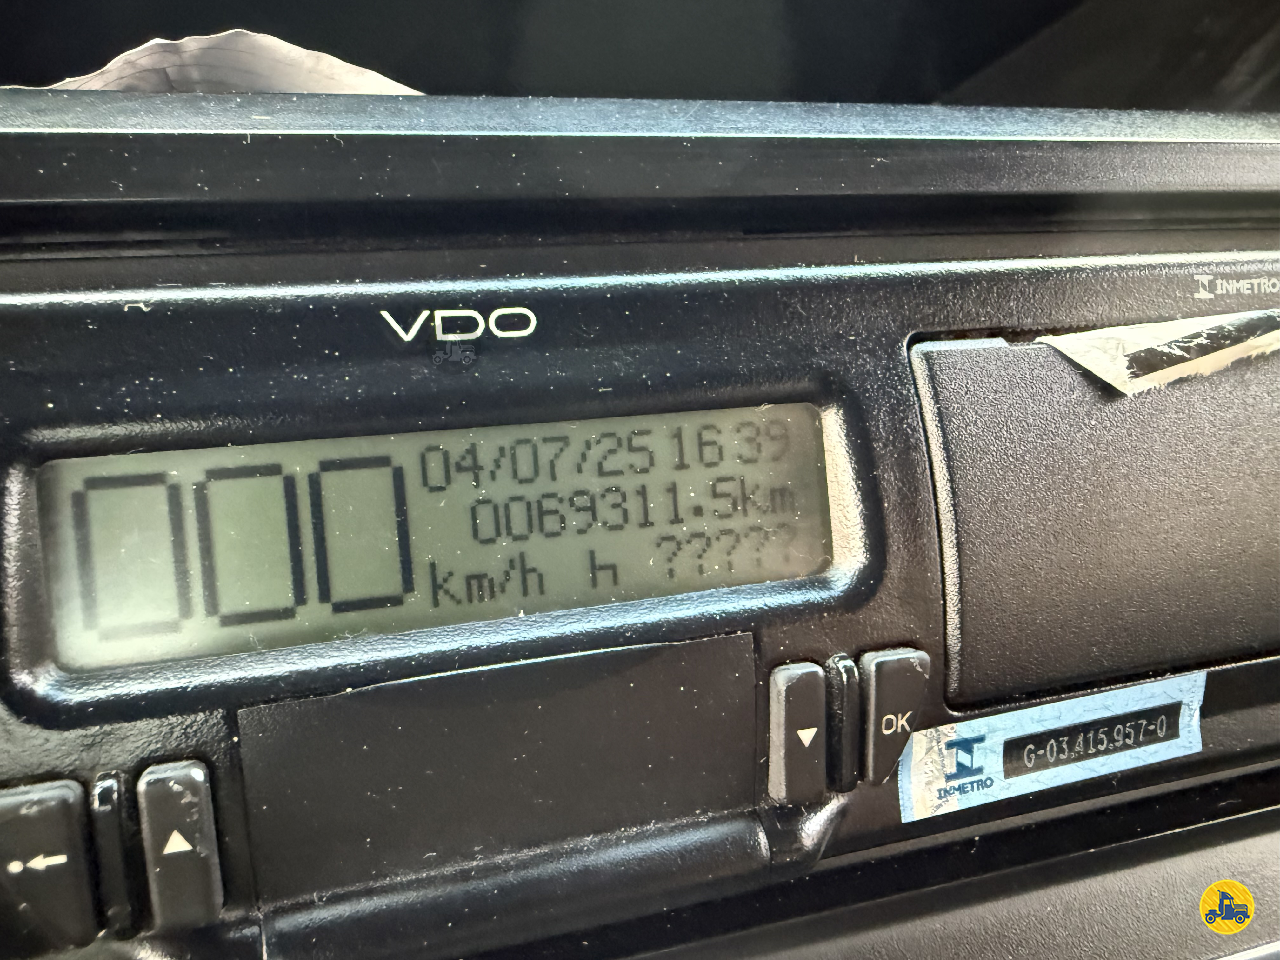 INMETRO
VDO
000
04/07/25 16 39
0069311.5km
km/h h ?????
OK
INMETRO
G-03.415.957-0